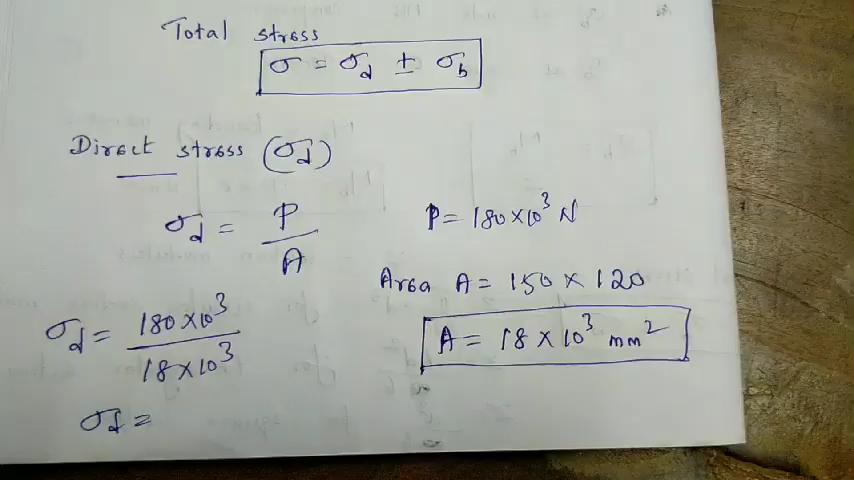 Total stress
σ = σd ± σb
Direct stress (σd)
σd = P / A
P = 180 × 10³ N
Area A = 150 × 120
A = 18 × 10³ mm²
σd = 180 × 10³ / 18 × 10³
σd =